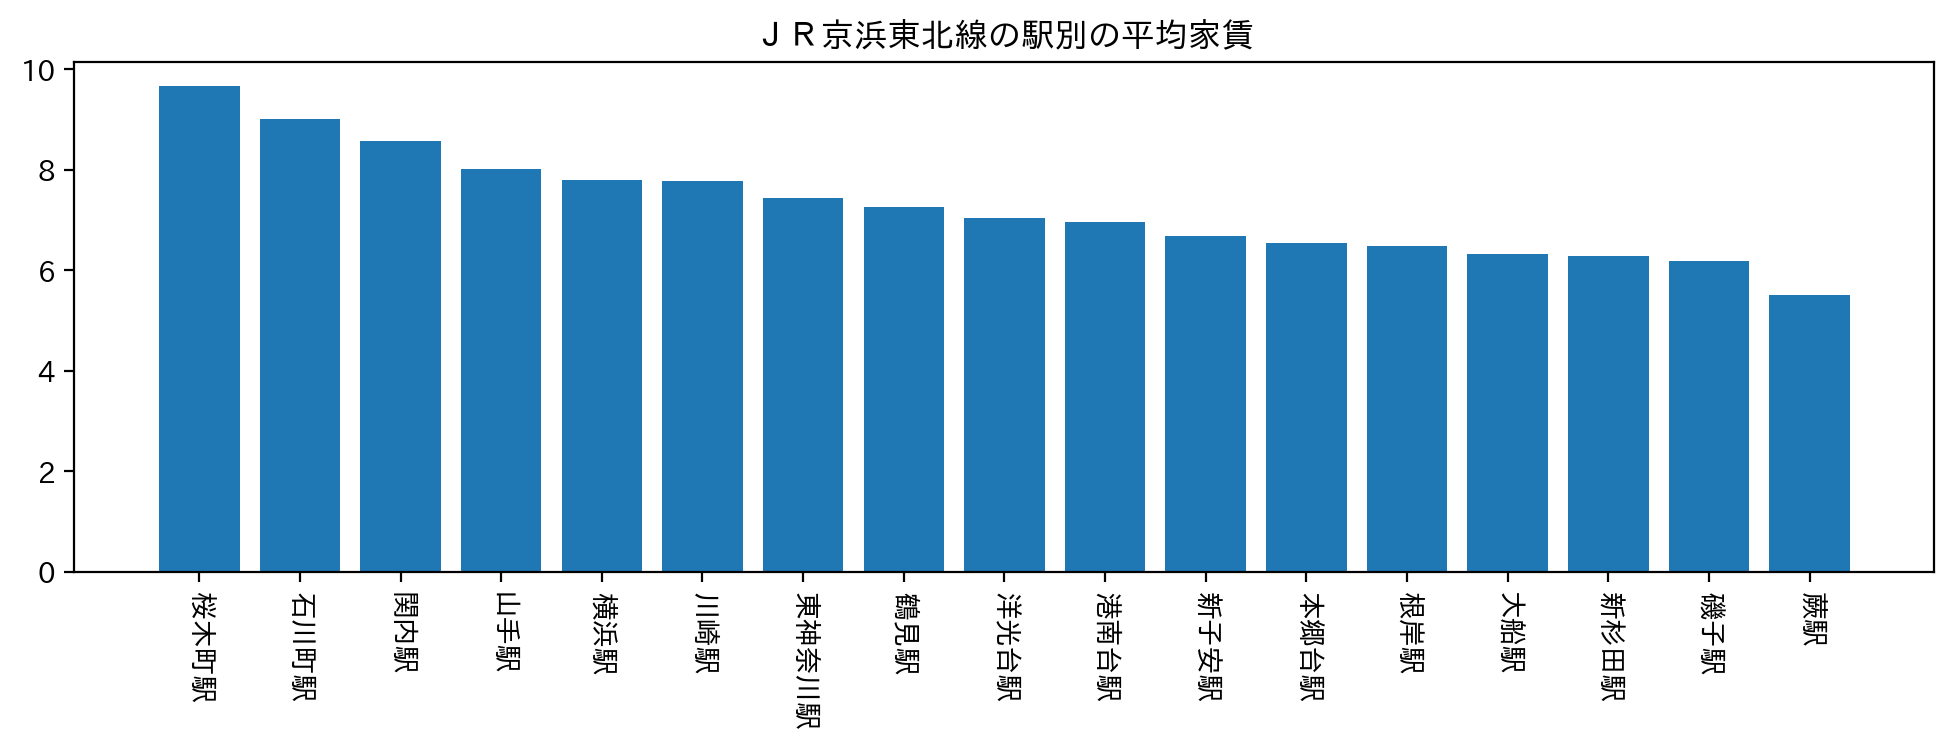 ＪＲ京浜東北線の駅別の平均家賃
10
8
6
4
2
0
桜木町駅
石川町駅
関内駅
山手駅
横浜駅
川崎駅
東神奈川駅
鶴見駅
洋光台駅
港南台駅
新子安駅
本郷台駅
根岸駅
大船駅
新杉田駅
磯子駅
蕨駅